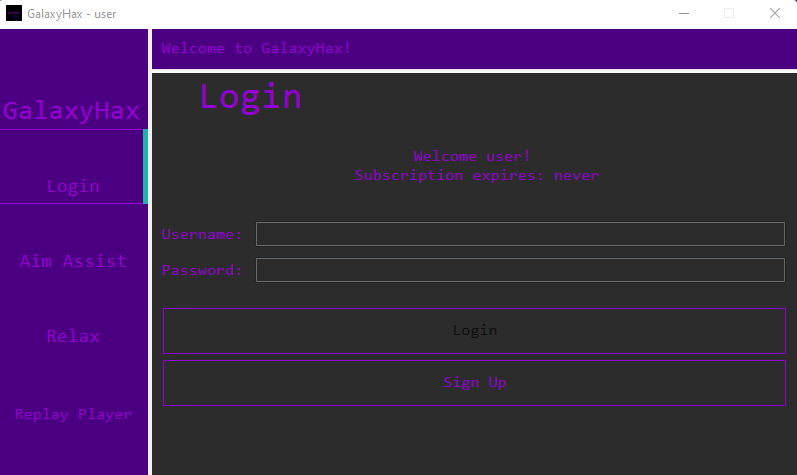 GalaxyHax - user
Welcome to GalaxyHax!
GalaxyHax
Login
Aim Assist
Relax
Replay Player
Login
Welcome user!
Subscription expires: never
Username:
Password:
Login
Sign Up